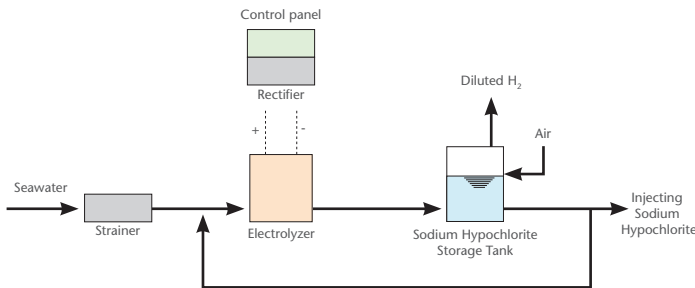 Control panel
Rectifier
+ -
Diluted H₂
Air
Seawater
Strainer
Electrolyzer
Sodium Hypochlorite
Storage Tank
Injecting
Sodium
Hypochlorite